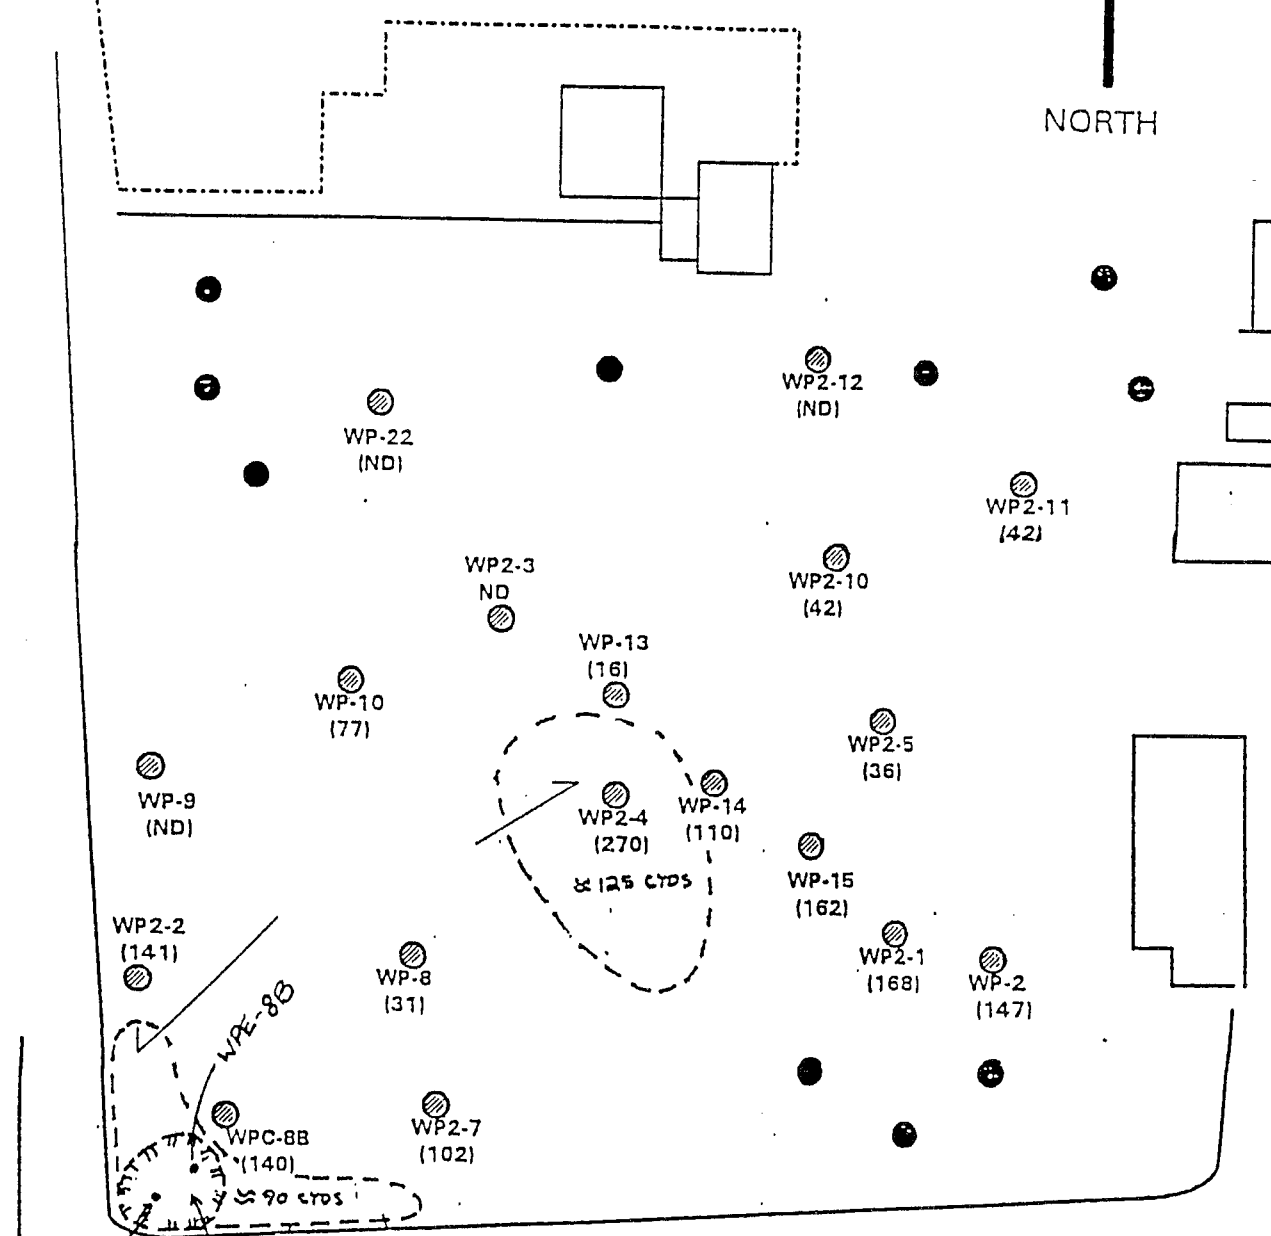 NORTH
WP2-12
(ND)
WP-22
(ND)
WP2-11
(42)
WP2-3
ND
WP2-10
(42)
WP-13
(16)
WP-10
(77)
WP2-5
(36)
WP-9
(ND)
WP2-4
(270)
WP-14
(110)
≈ 125 CYDS
WP-15
(162)
WP2-2
(141)
WP-8
(31)
WP2-1
(168)
WP-2
(147)
WPE-8B
WPC-8B
(140)
WP2-7
(102)
≈ 90 CYDS